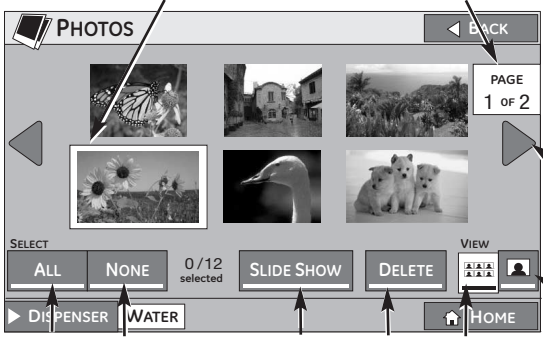 PHOTOS
BACK
PAGE
1 OF 2
SELECT
VIEW
ALL
NONE
0/12
selected
SLIDE SHOW
DELETE
DISPENSER
WATER
HOME